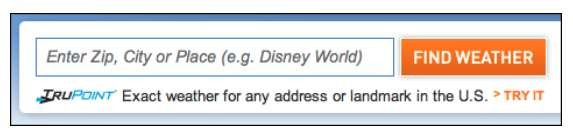 Enter Zip, City or Place (e.g. Disney World) FIND WEATHER
TRUPOINT Exact weather for any address or landmark in the U.S. > TRY IT